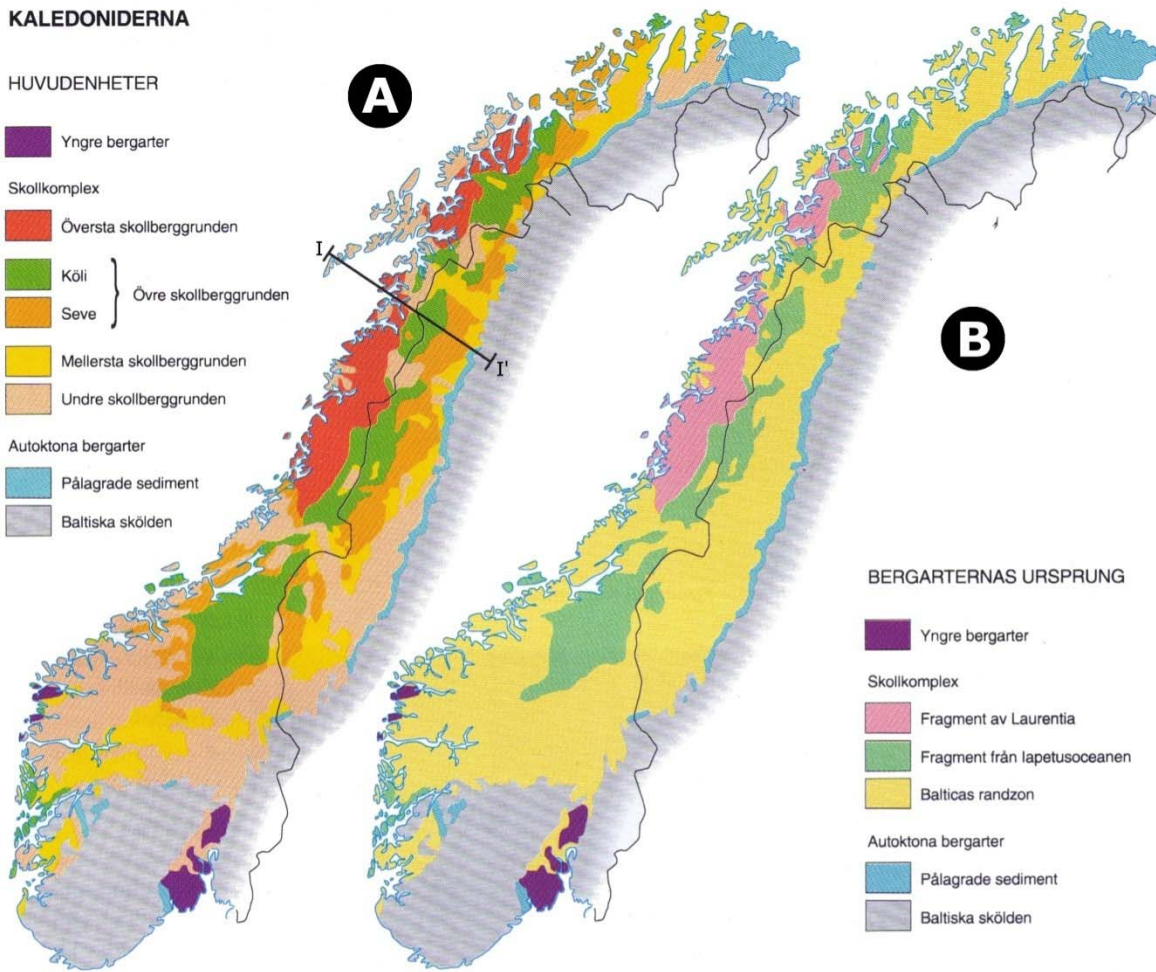 KALEDONIDERNA
HUVUDENHETER
Yngre bergarter
Skollkomplex
Översta skollberggrunden
Köli
Seve
Övre skollberggrunden
Mellersta skollberggrunden
Undre skollberggrunden
Autoktona bergarter
Pålagrade sediment
Baltiska skölden
A
I
I'
B
BERGARTERNAS URSPRUNG
Yngre bergarter
Skollkomplex
Fragment av Laurentia
Fragment från Iapetusoceanen
Balticas randzon
Autoktona bergarter
Pålagrade sediment
Baltiska skölden